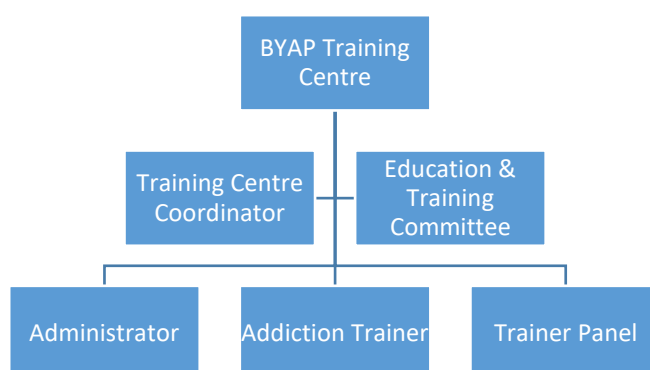 BYAP Training
Centre
Training Centre
Coordinator
Education &
Training
Committee
Administrator
Addiction Trainer
Trainer Panel